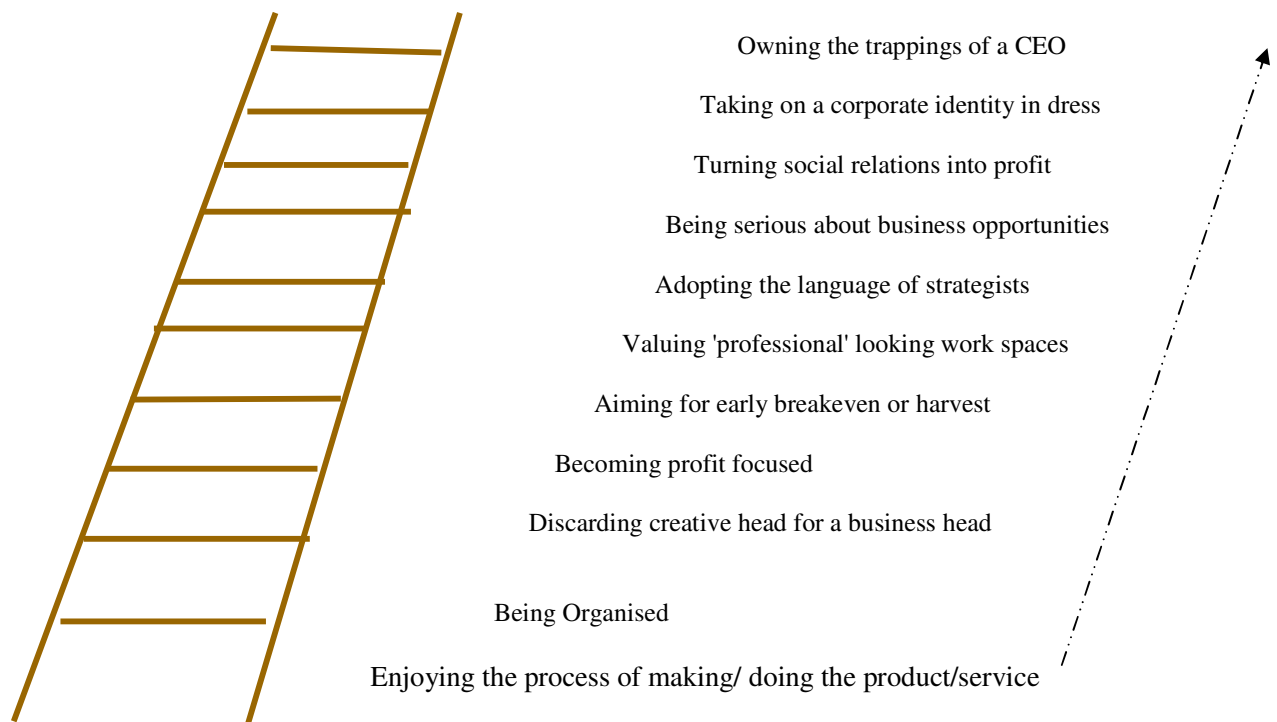 Owning the trappings of a CEO
Taking on a corporate identity in dress
Turning social relations into profit
Being serious about business opportunities
Adopting the language of strategists
Valuing 'professional' looking work spaces
Aiming for early breakeven or harvest
Becoming profit focused
Discarding creative head for a business head
Being Organised
Enjoying the process of making/ doing the product/service